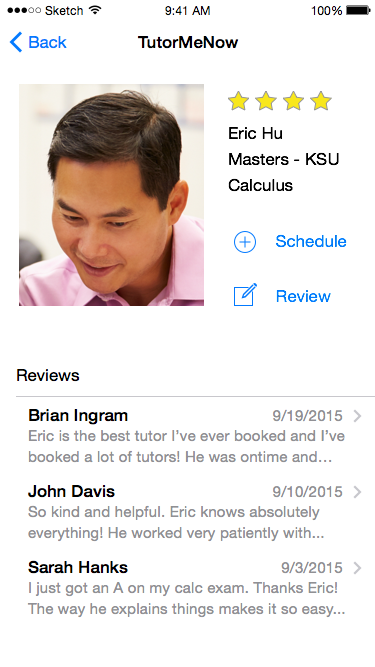 Sketch 9:41 AM 100%
Back TutorMeNow
Eric Hu
Masters - KSU
Calculus
Schedule
Review
Reviews
Brian Ingram 9/19/2015
Eric is the best tutor I’ve ever booked and I’ve
booked a lot of tutors! He was ontime and...
John Davis 9/10/2015
So kind and helpful. Eric knows absolutely
everything! He worked very patiently with...
Sarah Hanks 9/3/2015
I just got an A on my calc exam. Thanks Eric!
The way he explains things makes it so easy...